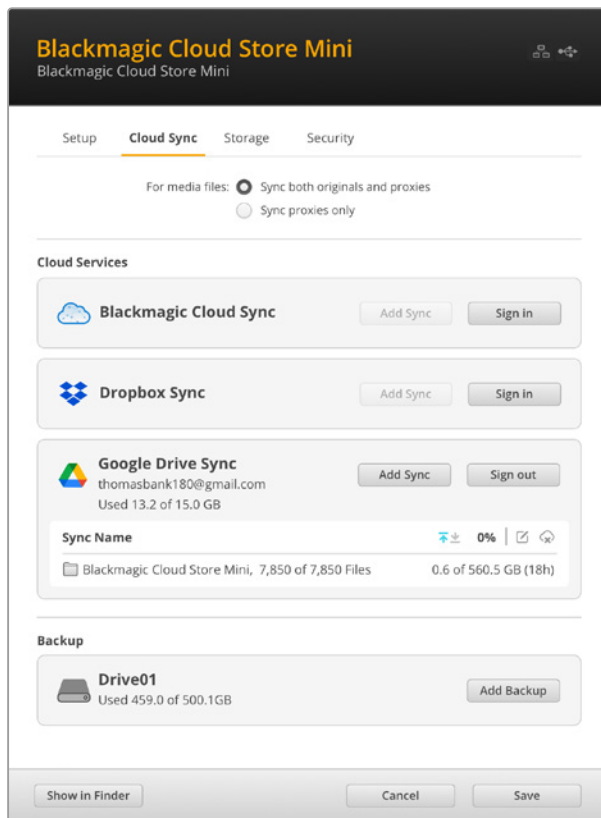 Blackmagic Cloud Store Mini
Blackmagic Cloud Store Mini
Setup Cloud Sync Storage Security
For media files: Sync both originals and proxies
Sync proxies only
Cloud Services
Blackmagic Cloud Sync Add Sync Sign in
Dropbox Sync Add Sync Sign in
Google Drive Sync
thomasbank180@gmail.com
Used 13.2 of 15.0 GB
Add Sync Sign out
Sync Name 0%
Blackmagic Cloud Store Mini, 7,850 of 7,850 Files 0.6 of 560.5 GB (18h)
Backup
Drive01
Used 459.0 of 500.1GB
Add Backup
Show in Finder Cancel Save